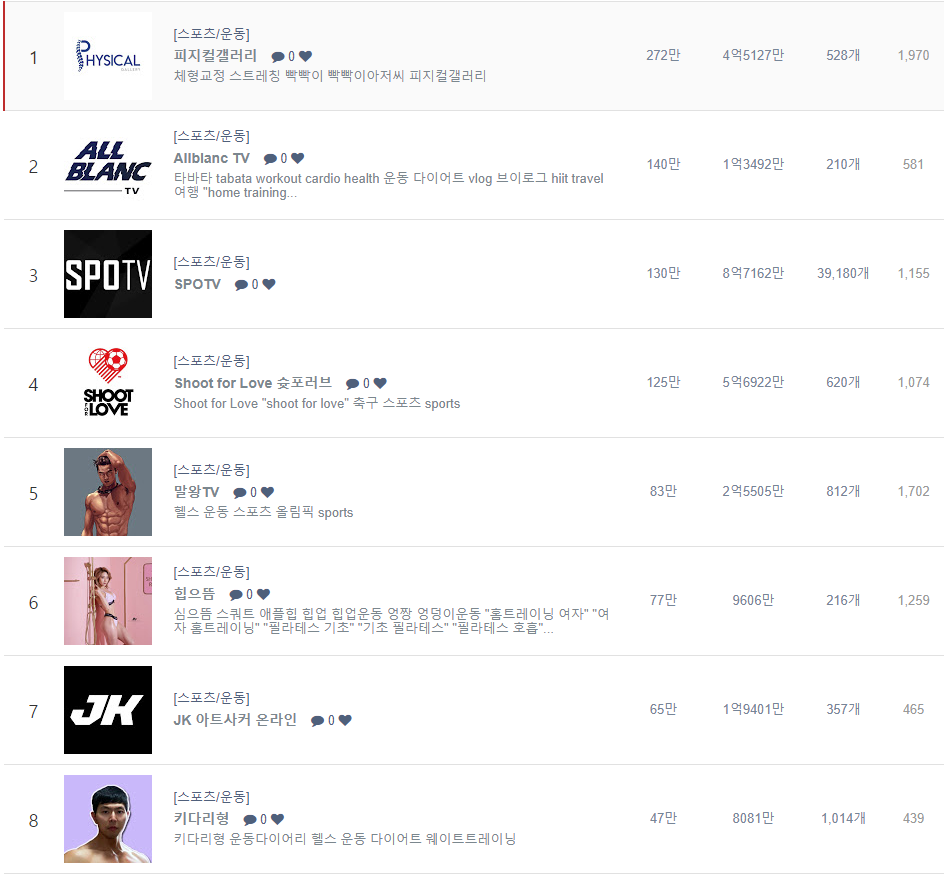 1
PHYSICAL
GALLERY
[스포츠/운동]
피지컬갤러리 0
체형교정 스트레칭 빡빡이 빡빡이아저씨 피지컬갤러리
272만 4억5127만 528개 1,970
2
ALL
BLANC
TV
[스포츠/운동]
Allblanc TV 0
타바타 tabata workout cardio health 운동 다이어트 vlog 브이로그 hiit travel
여행 "home training...
140만 1억3492만 210개 581
3
SPOTV
[스포츠/운동]
SPOTV 0
130만 8억7162만 39,180개 1,155
4
SHOOT
FOR LOVE
[스포츠/운동]
Shoot for Love 슛포러브 0
Shoot for Love "shoot for love" 축구 스포츠 sports
125만 5억6922만 620개 1,074
5
[스포츠/운동]
말왕TV 0
헬스 운동 스포츠 올림픽 sports
83만 2억5505만 812개 1,702
6
[스포츠/운동]
힙으뜸 0
심으뜸 스쿼트 애플힙 힙업 힙업운동 엉짱 엉덩이운동 "홈트레이닝 여자" "여
자 홈트레이닝" "필라테스 기초" "기초 필라테스" "필라테스 호흡"...
77만 9606만 216개 1,259
7
JK
[스포츠/운동]
JK 아트사커 온라인 0
65만 1억9401만 357개 465
8
[스포츠/운동]
키다리형 0
키다리형 운동다이어리 헬스 운동 다이어트 웨이트트레이닝
47만 8081만 1,014개 439